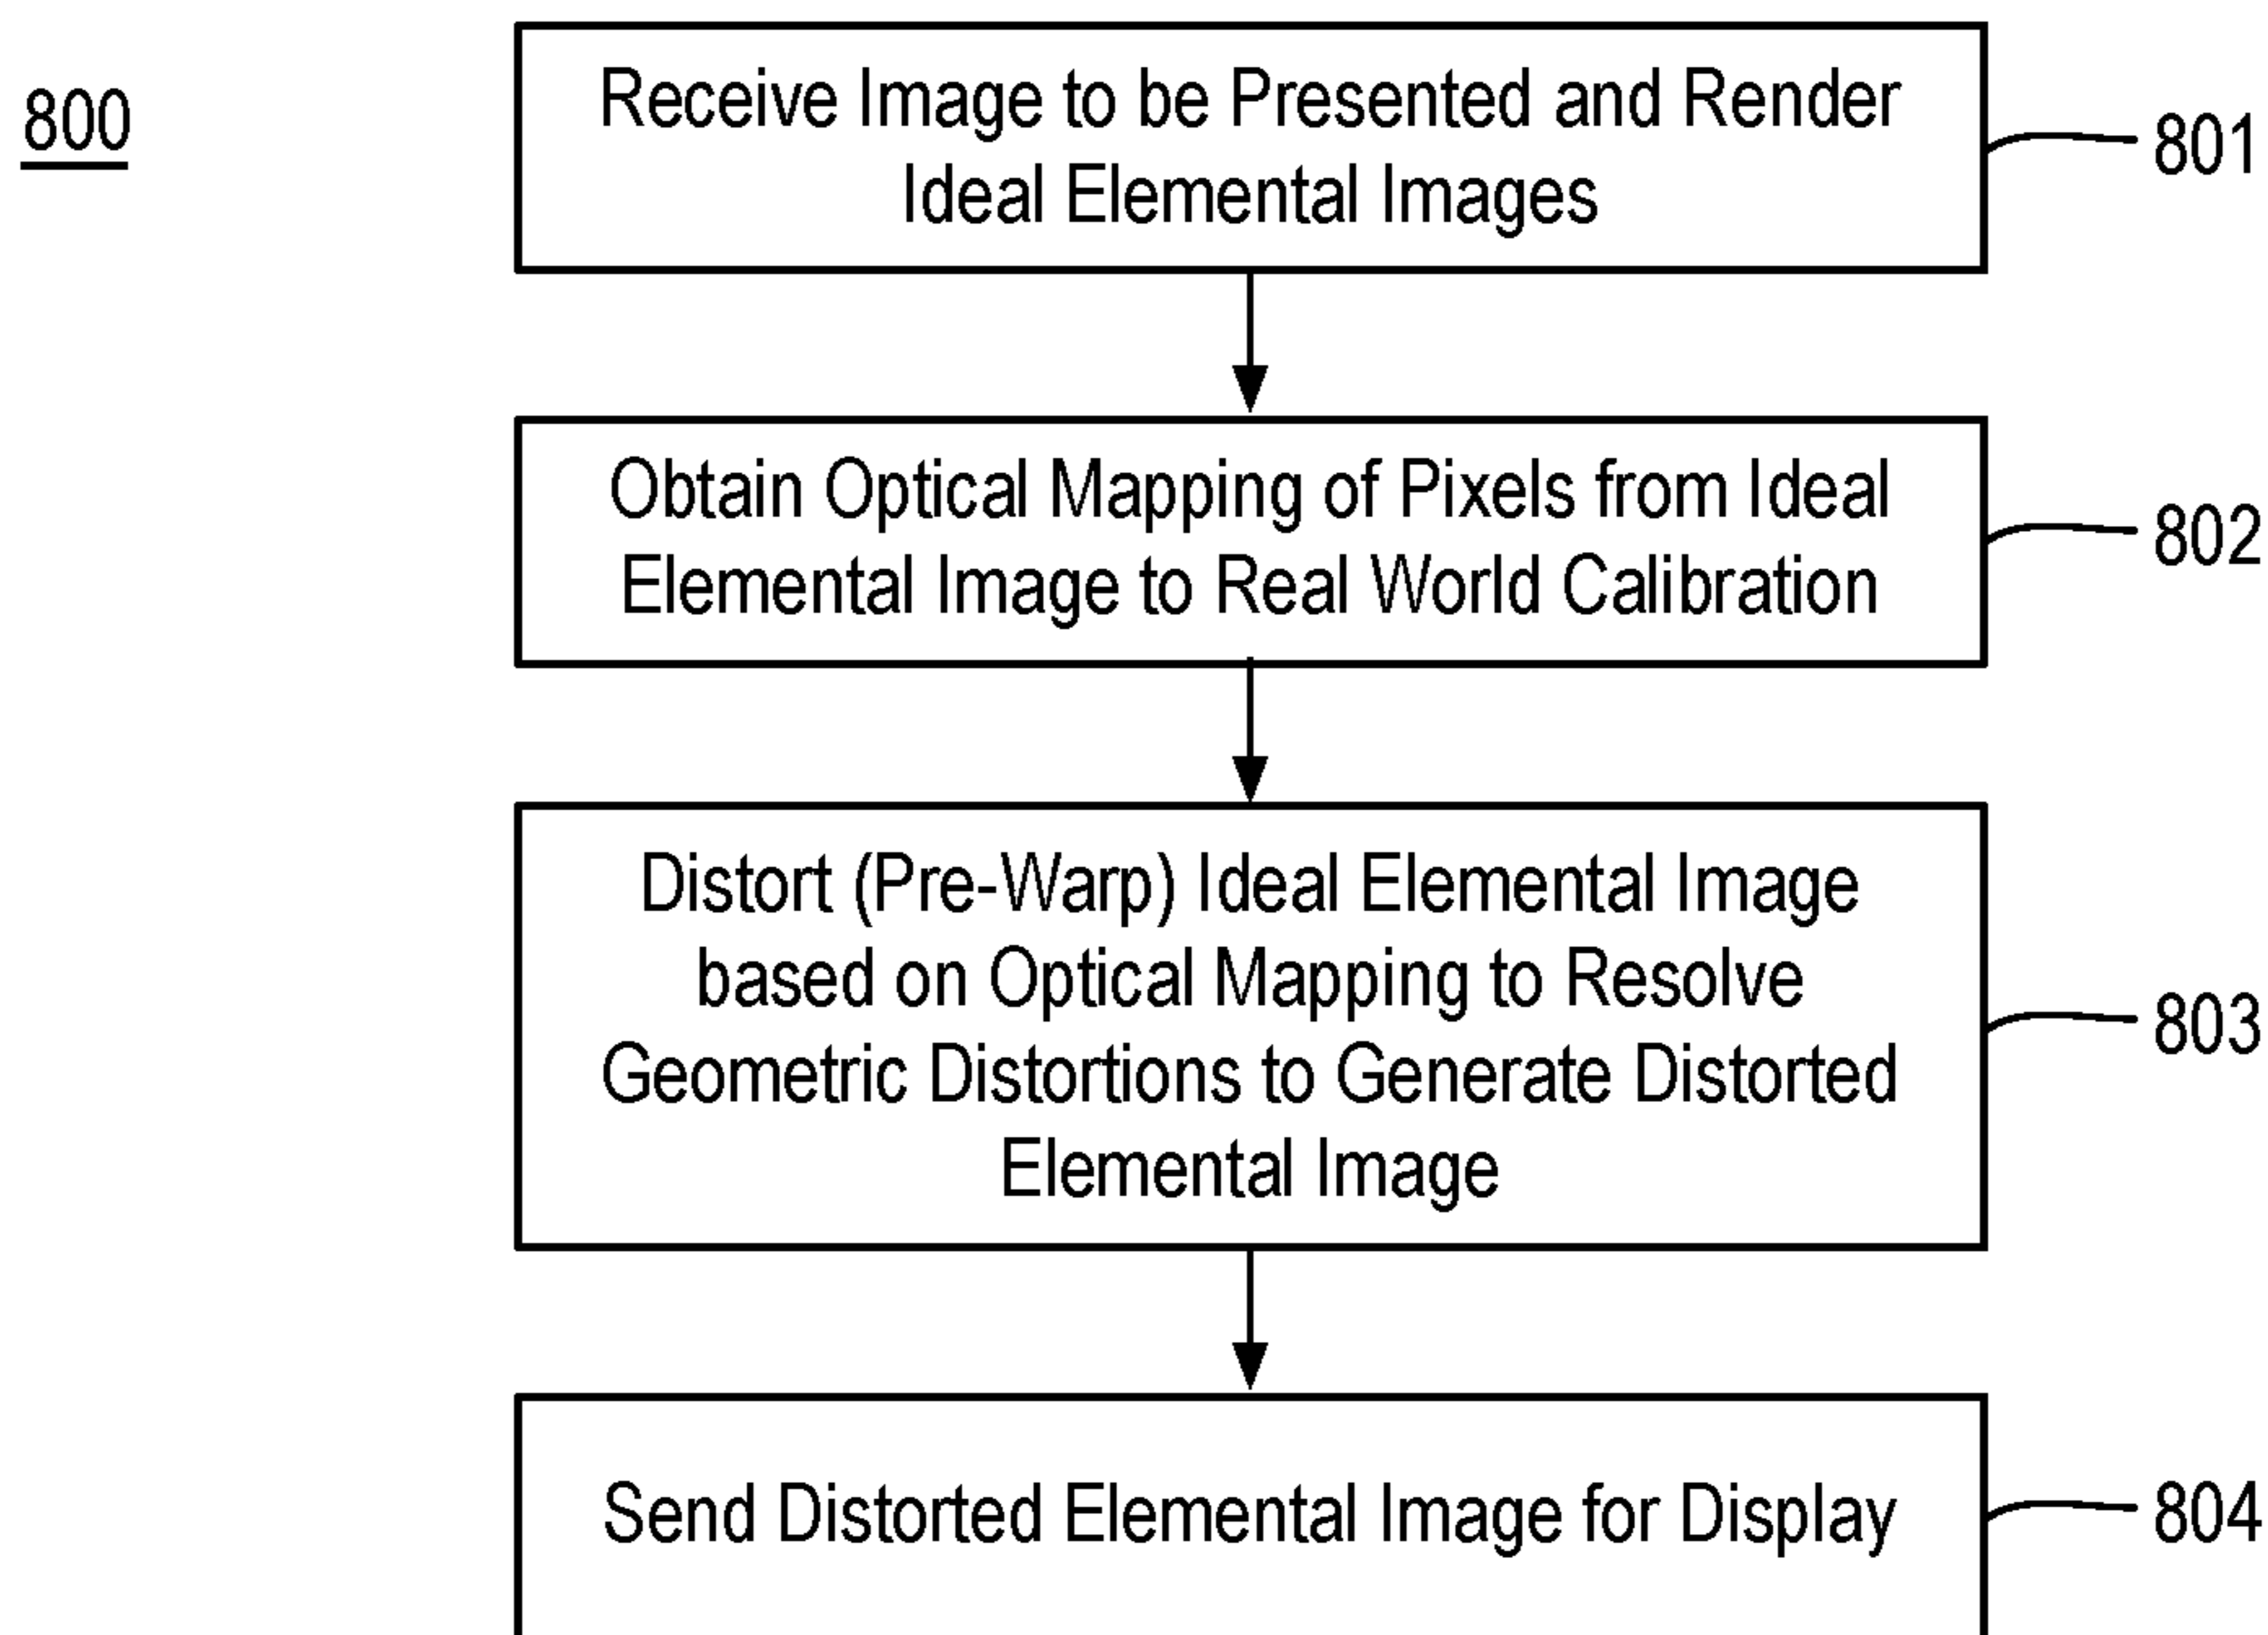 800
Receive Image to be Presented and Render
Ideal Elemental Images
801
Obtain Optical Mapping of Pixels from Ideal
Elemental Image to Real World Calibration
802
Distort (Pre-Warp) Ideal Elemental Image
based on Optical Mapping to Resolve
Geometric Distortions to Generate Distorted
Elemental Image
803
Send Distorted Elemental Image for Display
804